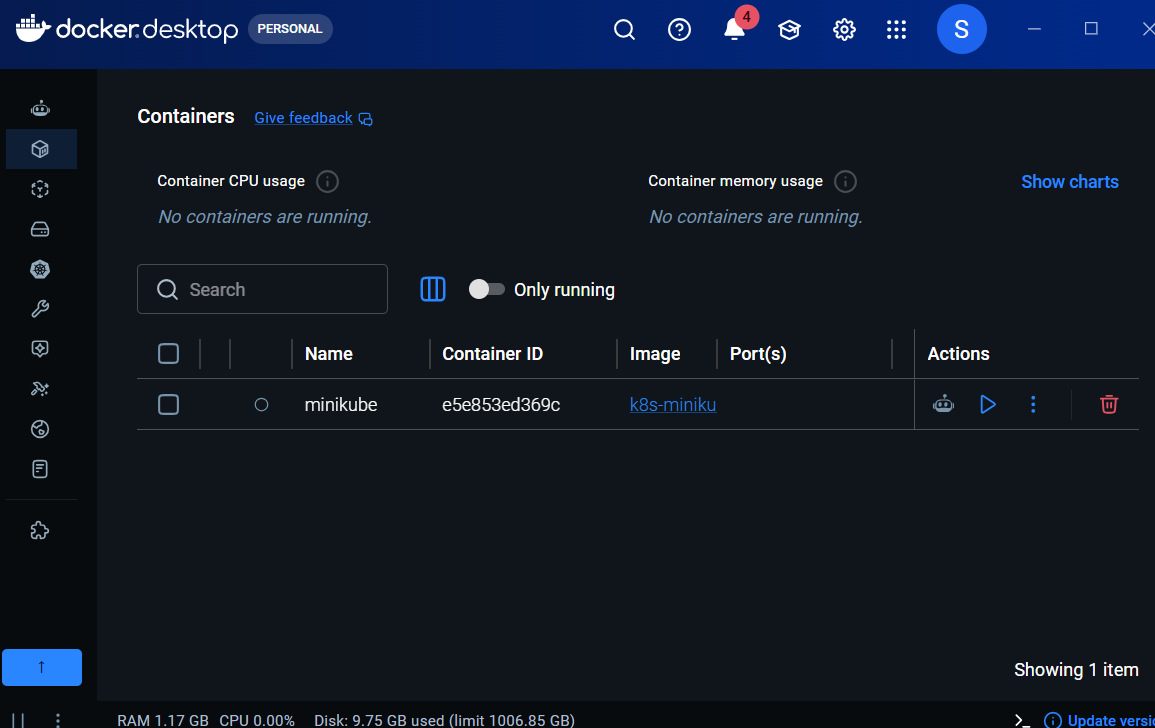 docker.desktop PERSONAL 4 S
Containers Give feedback
Container CPU usage Container memory usage Show charts
No containers are running. No containers are running.
Search Only running
Name Container ID Image Port(s) Actions
minikube e5e853ed369c k8s-miniku
Showing 1 item
RAM 1.17 GB CPU 0.00% Disk: 9.75 GB used (limit 1006.85 GB) Update versi